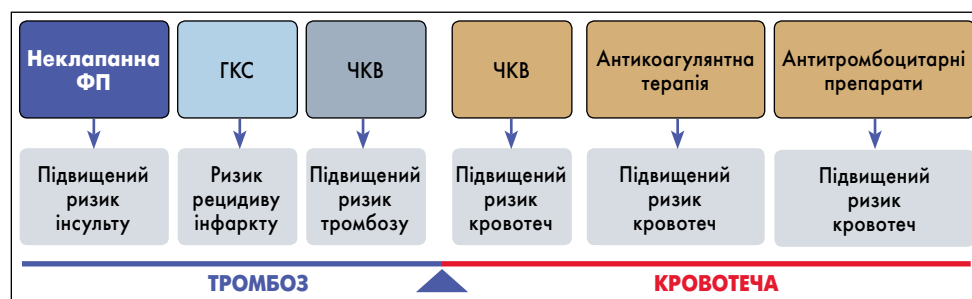 Неклапанна
ФП
ГКС
ЧКВ
ЧКВ
Антикоагулянтна
терапія
Антитромбоцитарні
препарати
Підвищений
ризик
інсульту
Ризик
рецидиву
інфаркту
Підвищений
ризик
тромбозу
Підвищений
ризик
кровотеч
Підвищений
ризик
кровотеч
Підвищений
ризик
кровотеч
ТРОМБОЗ
КРОВОТЕЧА